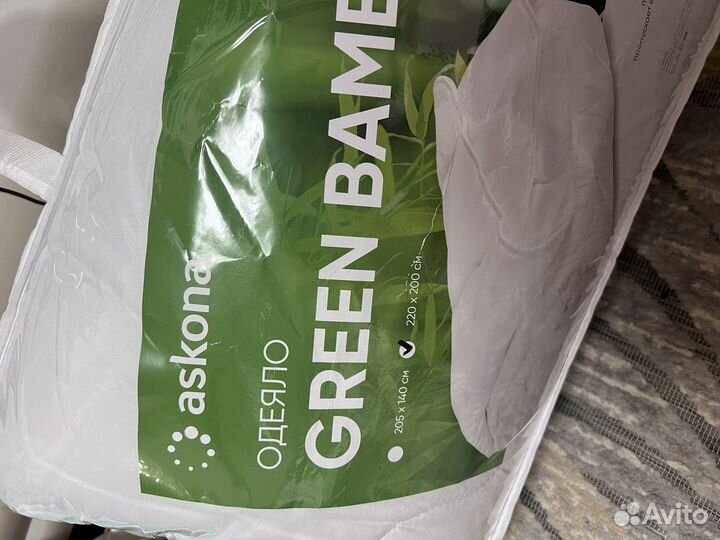 askona
ОДЕЯЛО
GREEN BAMB
205 x 140 см
220 x 200 см
Avito